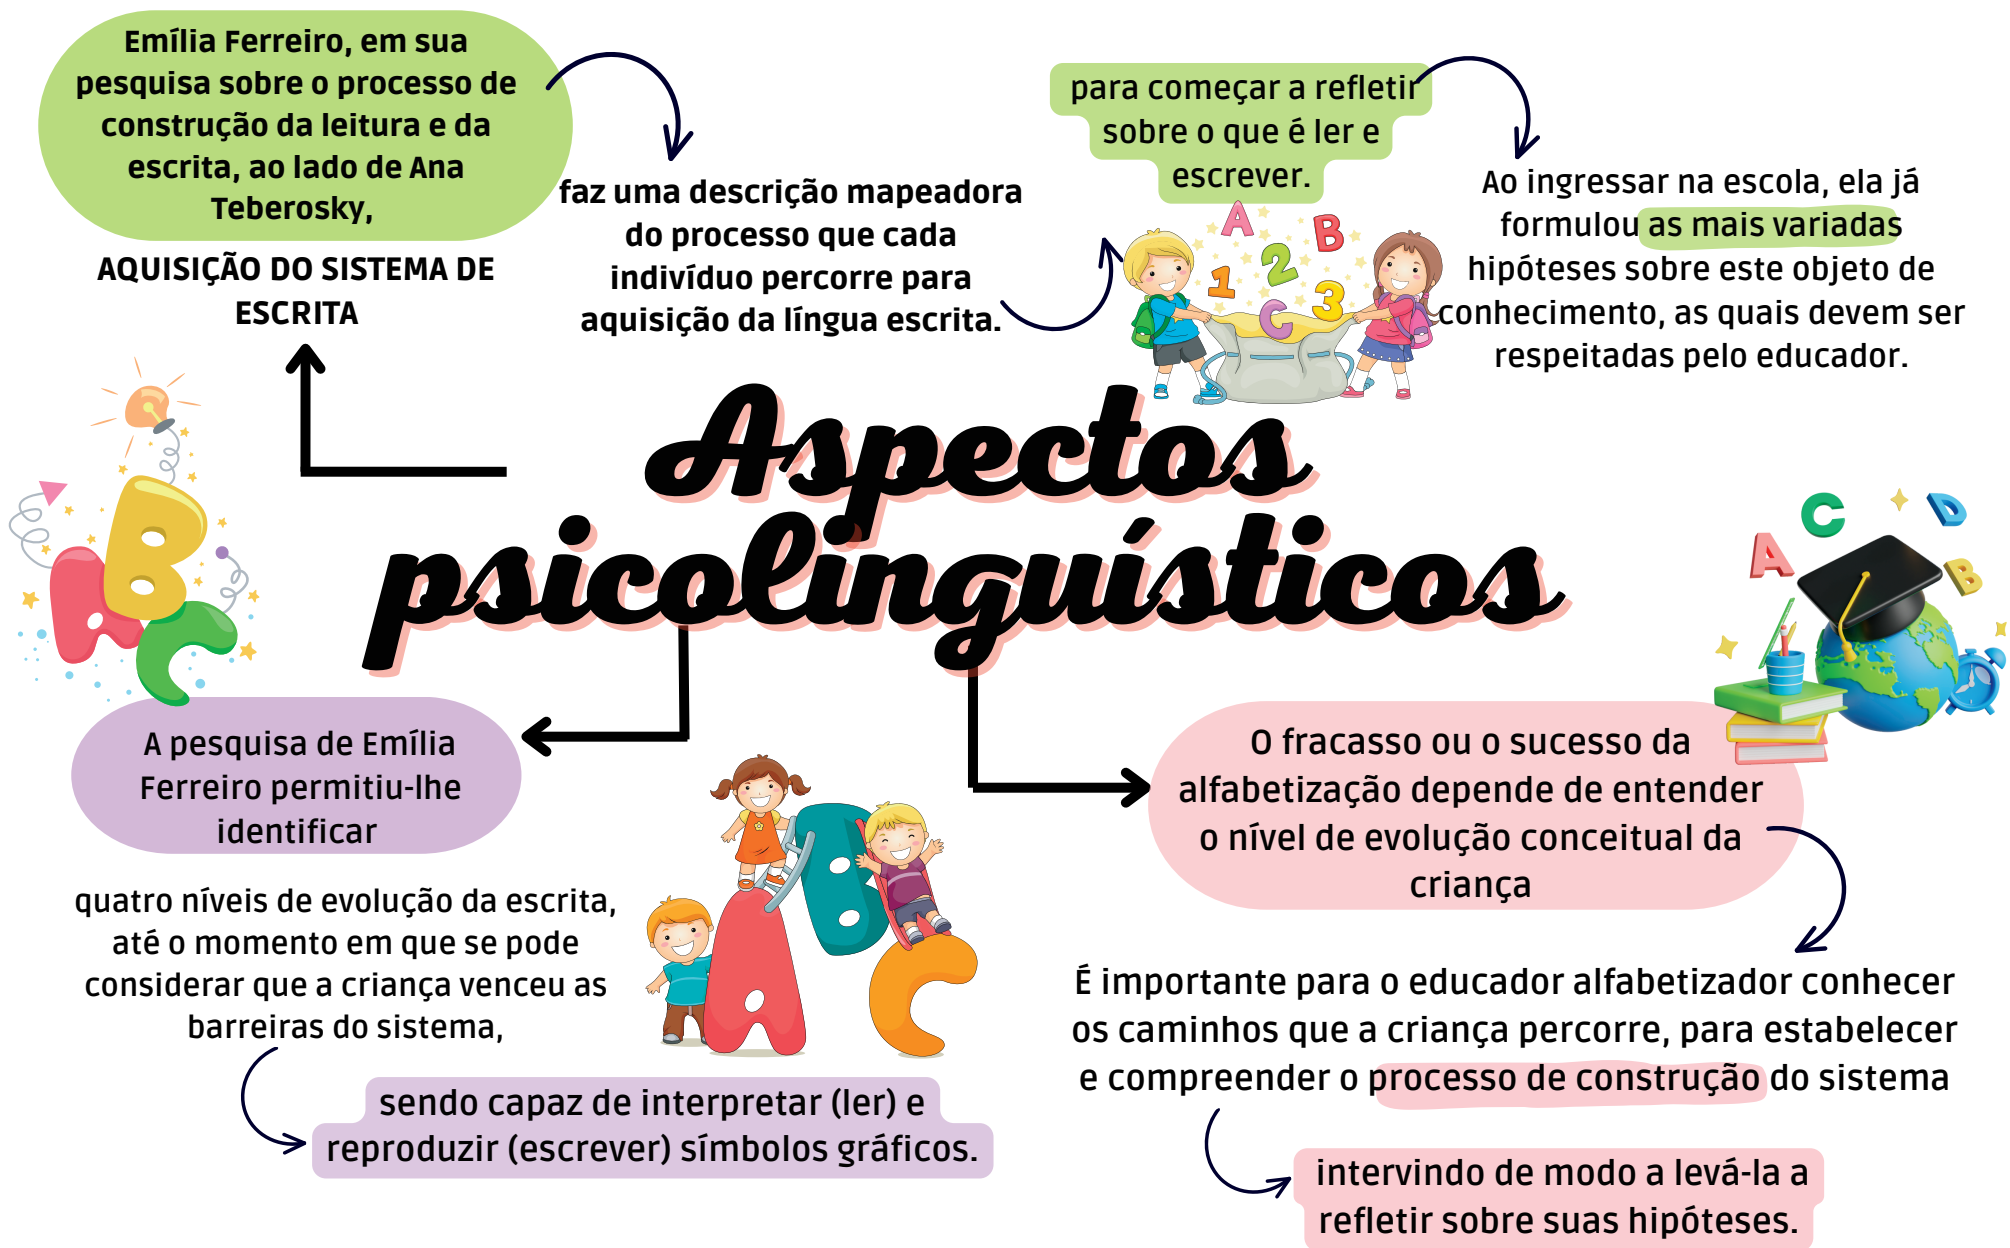 Emília Ferreiro, em sua
pesquisa sobre o processo de
construção da leitura e da
escrita, ao lado de Ana
Teberosky,
AQUISIÇÃO DO SISTEMA DE
ESCRITA
faz uma descrição mapeadora
do processo que cada
indivíduo percorre para
aquisição da língua escrita.
para começar a refletir
sobre o que é ler e
escrever.
A
B
2
1
3
C
Ao ingressar na escola, ela já
formulou as mais variadas
hipóteses sobre este objeto de
conhecimento, as quais devem ser
respeitadas pelo educador.
Aspectos
psicolinguísticos
B
A
C
A
C
D
B
A pesquisa de Emília
Ferreiro permitiu-lhe
identificar
quatro níveis de evolução da escrita,
até o momento em que se pode
considerar que a criança venceu as
barreiras do sistema,
sendo capaz de interpretar (ler) e
reproduzir (escrever) símbolos gráficos.
A
B
C
O fracasso ou o sucesso da
alfabetização depende de entender
o nível de evolução conceitual da
criança
É importante para o educador alfabetizador conhecer
os caminhos que a criança percorre, para estabelecer
e compreender o processo de construção do sistema
intervindo de modo a levá-la a
refletir sobre suas hipóteses.